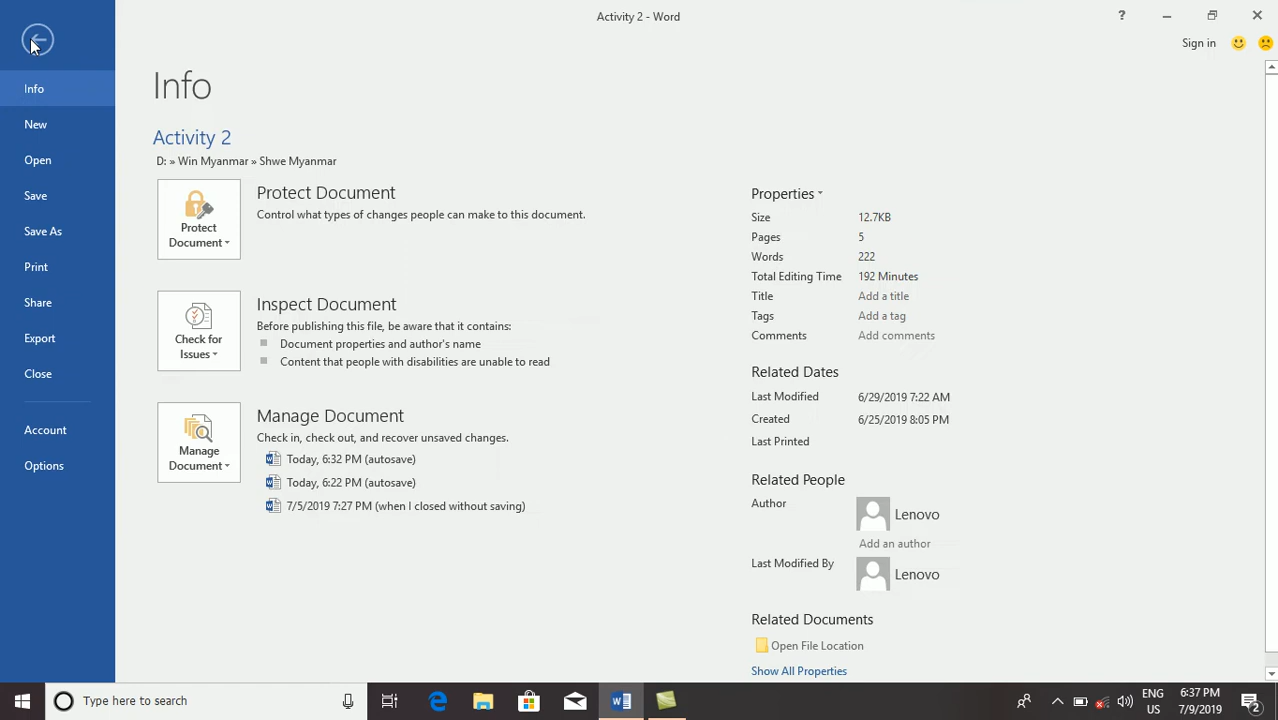 Activity 2 - Word
?
Sign in
Info
New
Open
Save
Save As
Print
Share
Export
Close
Account
Options
Info
Activity 2
D: » Win Myanmar » Shwe Myanmar
Protect
Document
Protect Document
Control what types of changes people can make to this document.
Check for
Issues
Inspect Document
Before publishing this file, be aware that it contains:
Document properties and author's name
Content that people with disabilities are unable to read
Manage
Document
Manage Document
Check in, check out, and recover unsaved changes.
Today, 6:32 PM (autosave)
Today, 6:22 PM (autosave)
7/5/2019 7:27 PM (when I closed without saving)
Properties
Size 12.7KB
Pages 5
Words 222
Total Editing Time 192 Minutes
Title Add a title
Tags Add a tag
Comments Add comments
Related Dates
Last Modified 6/29/2019 7:22 AM
Created 6/25/2019 8:05 PM
Last Printed
Related People
Author Lenovo
Add an author
Last Modified By Lenovo
Related Documents
Open File Location
Show All Properties
Type here to search
ENG
US
6:37 PM
7/9/2019
2